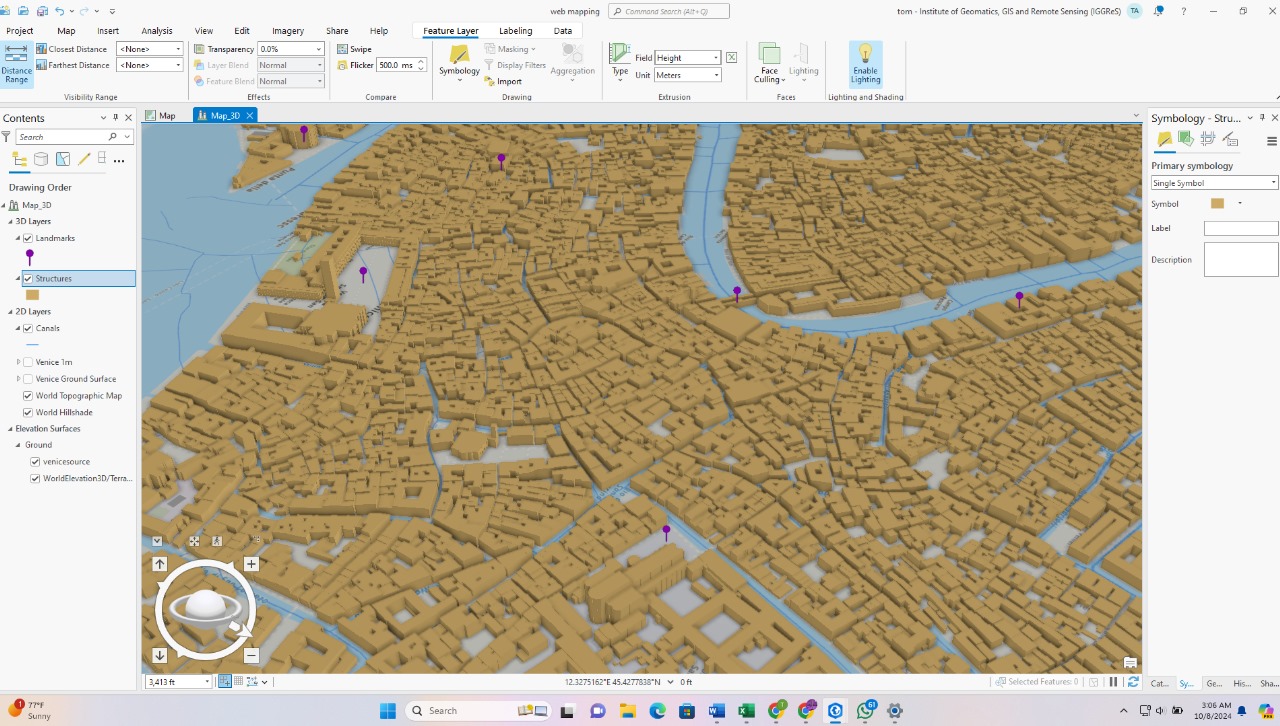 web mapping
Command Search (Alt+Q)
tom - Institute of Geomatics, GIS and Remote Sensing (IGGReS)
TA
?
Project Map Insert Analysis View Edit Imagery Share Help Feature Layer Labeling Data
Distance Range
Closest Distance <None>
Farthest Distance <None>
Visibility Range
Transparency 0.0%
Layer Blend Normal
Feature Blend Normal
Effects
Swipe
Flicker 500.0 ms
Compare
Symbology
Masking
Display Filters
Import
Aggregation
Drawing
Type
Field Height
Unit Meters
Extrusion
Face Culling
Lighting
Faces
Enable Lighting
Lighting and Shading
Contents
Search
Drawing Order
Map_3D
3D Layers
Landmarks
Structures
2D Layers
Canals
Venice 1m
Venice Ground Surface
World Topographic Map
World Hillshade
Elevation Surfaces
Ground
venicesource
WorldElevation3D/Terra...
Map
Map_3D
3,413 ft
12.3275162°E 45.4277838°N
0 ft
Selected Features: 0
Symbology - Stru...
Primary symbology
Single Symbol
Symbol
Label
Description
Cat... Sy... Ge... His... Sha...
1
77°F
Sunny
Search
61
3:06 AM
10/8/2024